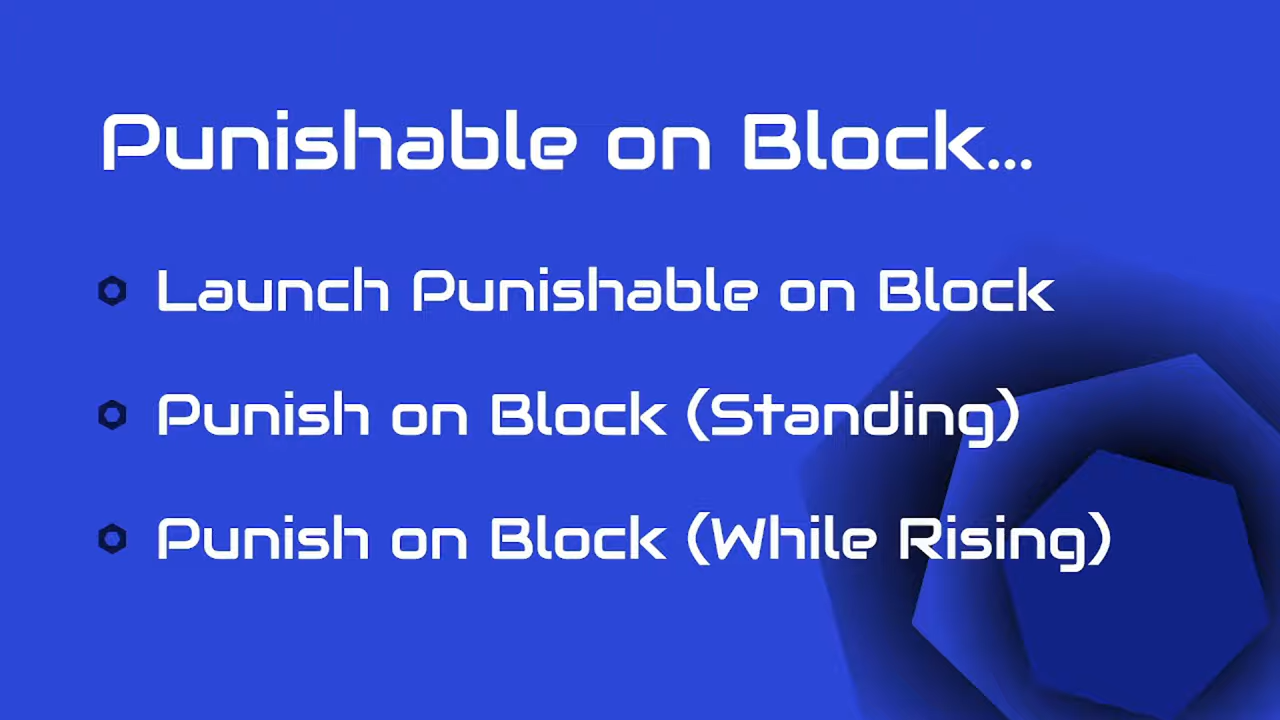 Punishable on Block...
Launch Punishable on Block
Punish on Block (Standing)
Punish on Block (While Rising)